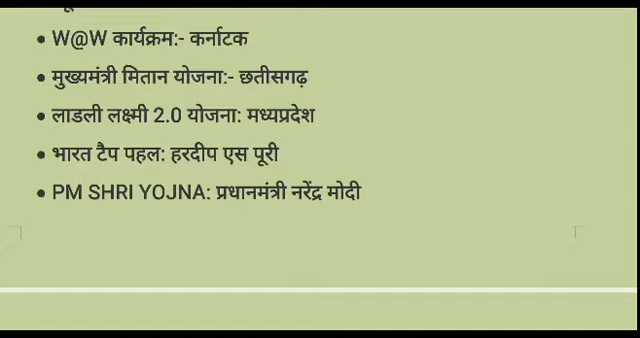 • W@W कार्यक्रम:- कर्नाटक
• मुख्यमंत्री मितान योजना:- छतीसगढ़
• लाडली लक्ष्मी 2.0 योजना: मध्यप्रदेश
• भारत टैप पहल: हरदीप एस पूरी
• PM SHRI YOJNA: प्रधानमंत्री नरेंद्र मोदी